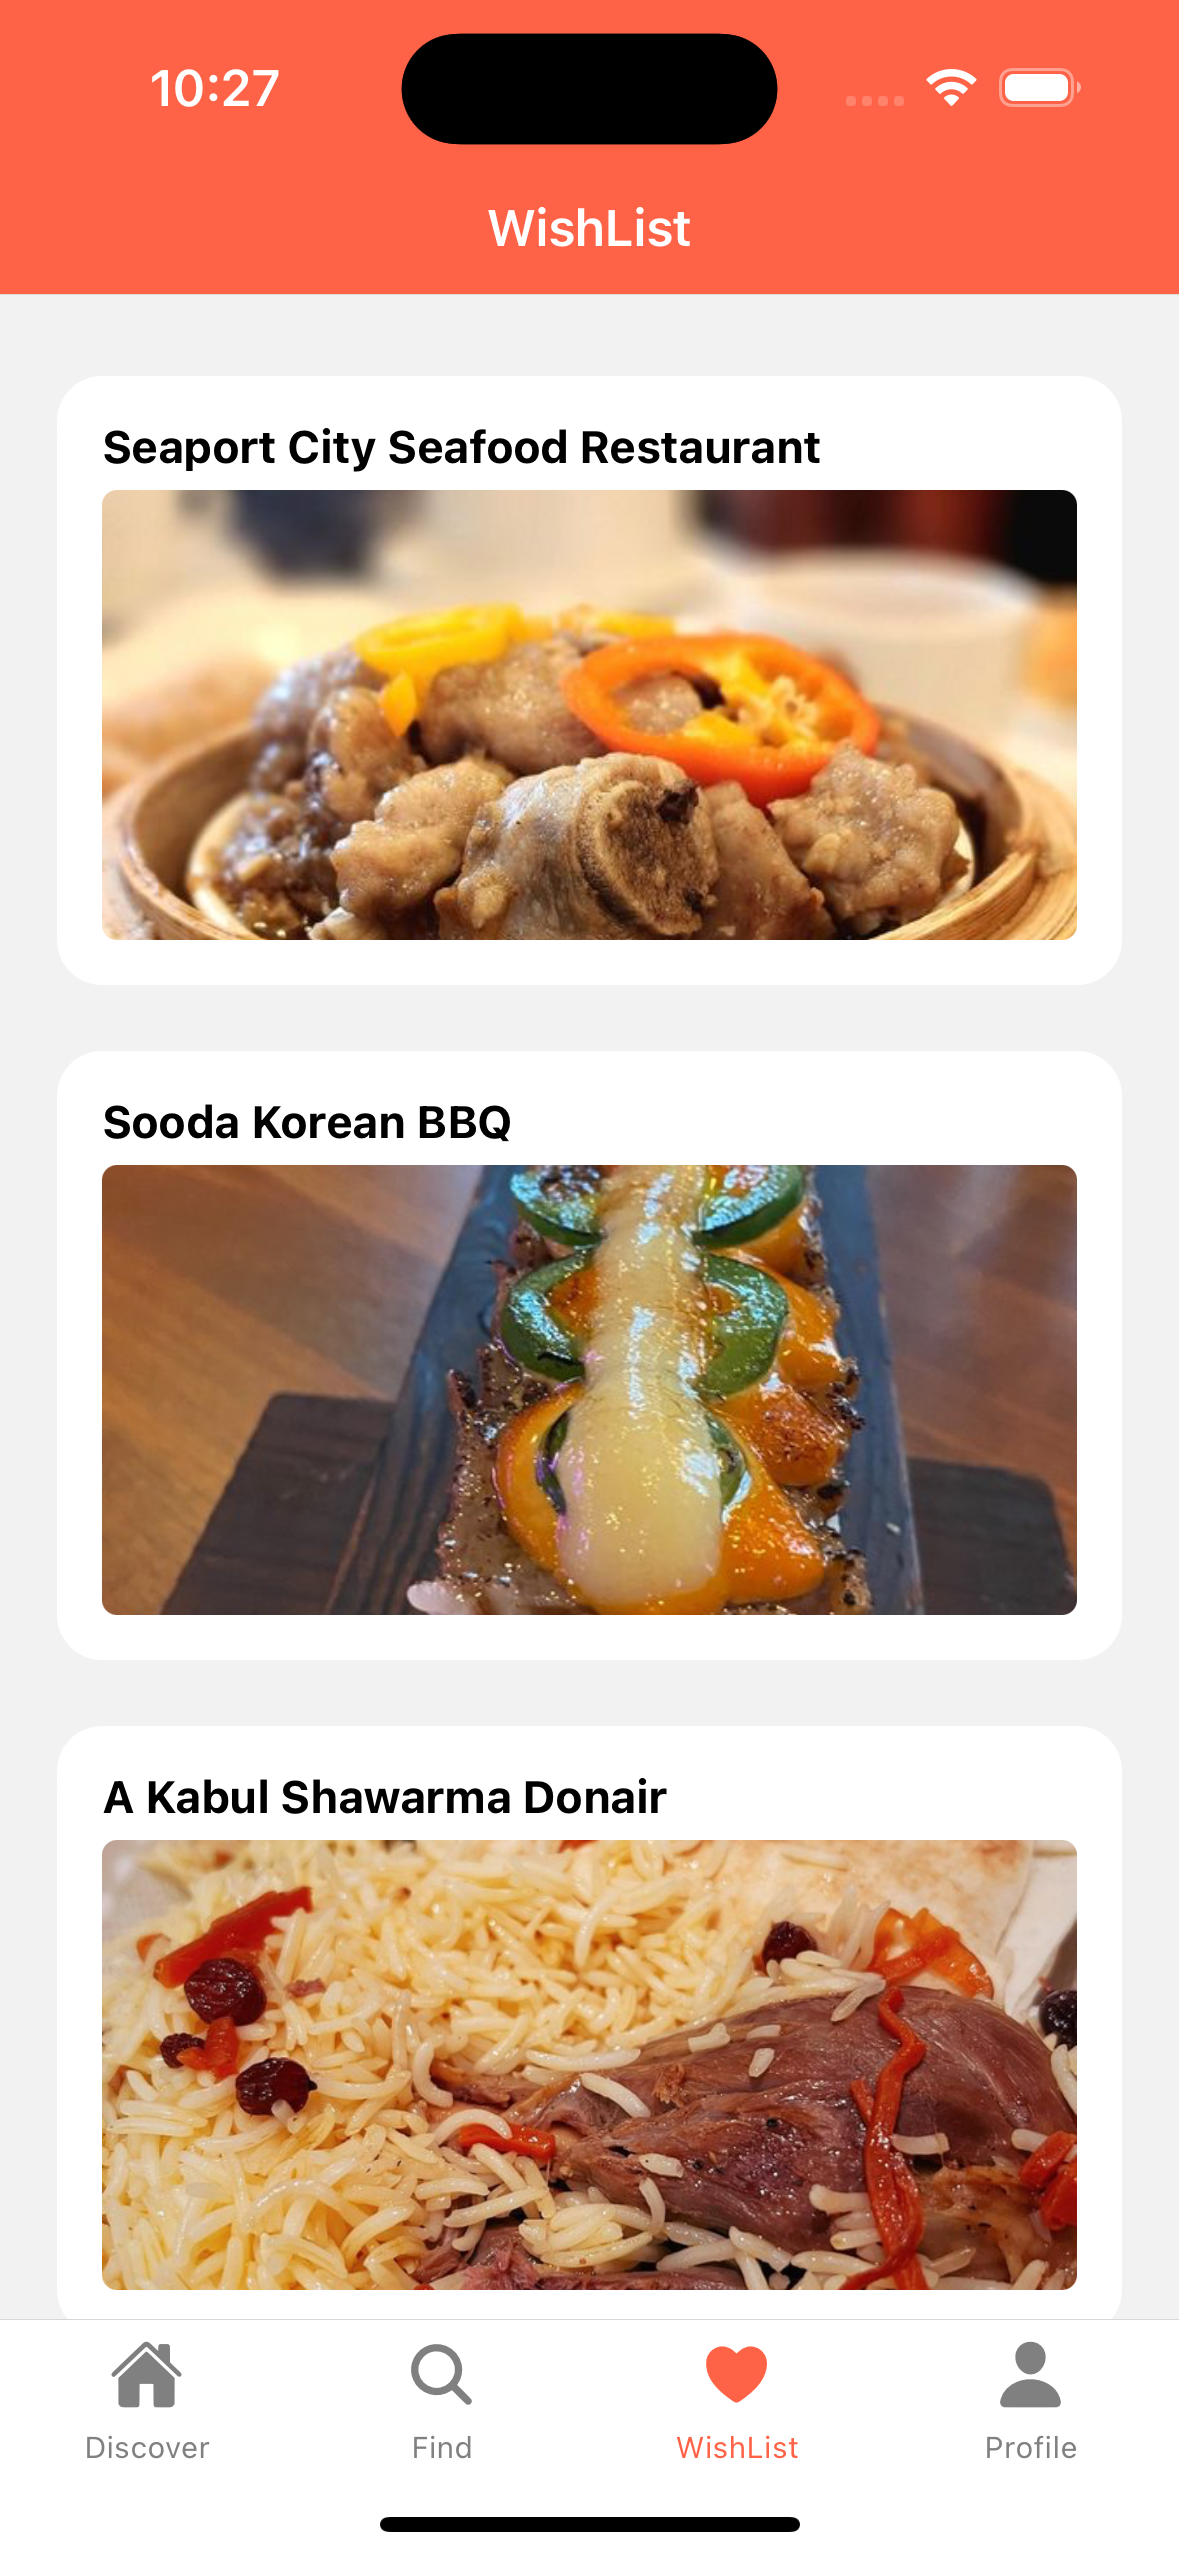 10:27
WishList
Seaport City Seafood Restaurant
Sooda Korean BBQ
A Kabul Shawarma Donair
Discover
Find
WishList
Profile